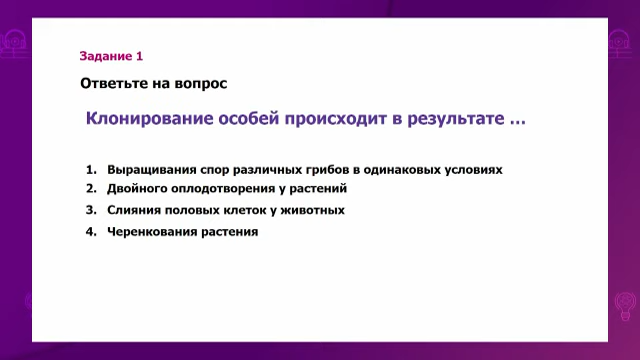 Задание 1
Ответьте на вопрос
Клонирование особей происходит в результате ...
1. Выращивания спор различных грибов в одинаковых условиях
2. Двойного оплодотворения у растений
3. Слияния половых клеток у животных
4. Черенкования растения